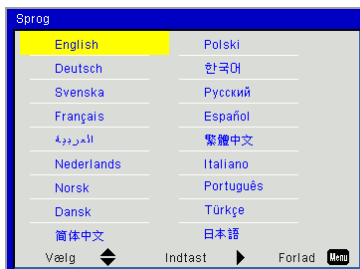 Sprog
English Polski
Deutsch 한국어
Svenska Русский
Français Español
العربية 繁體中文
Nederlands Italiano
Norsk Português
Dansk Türkçe
简体中文 日本語
Vælg Indtast Forlad Menu